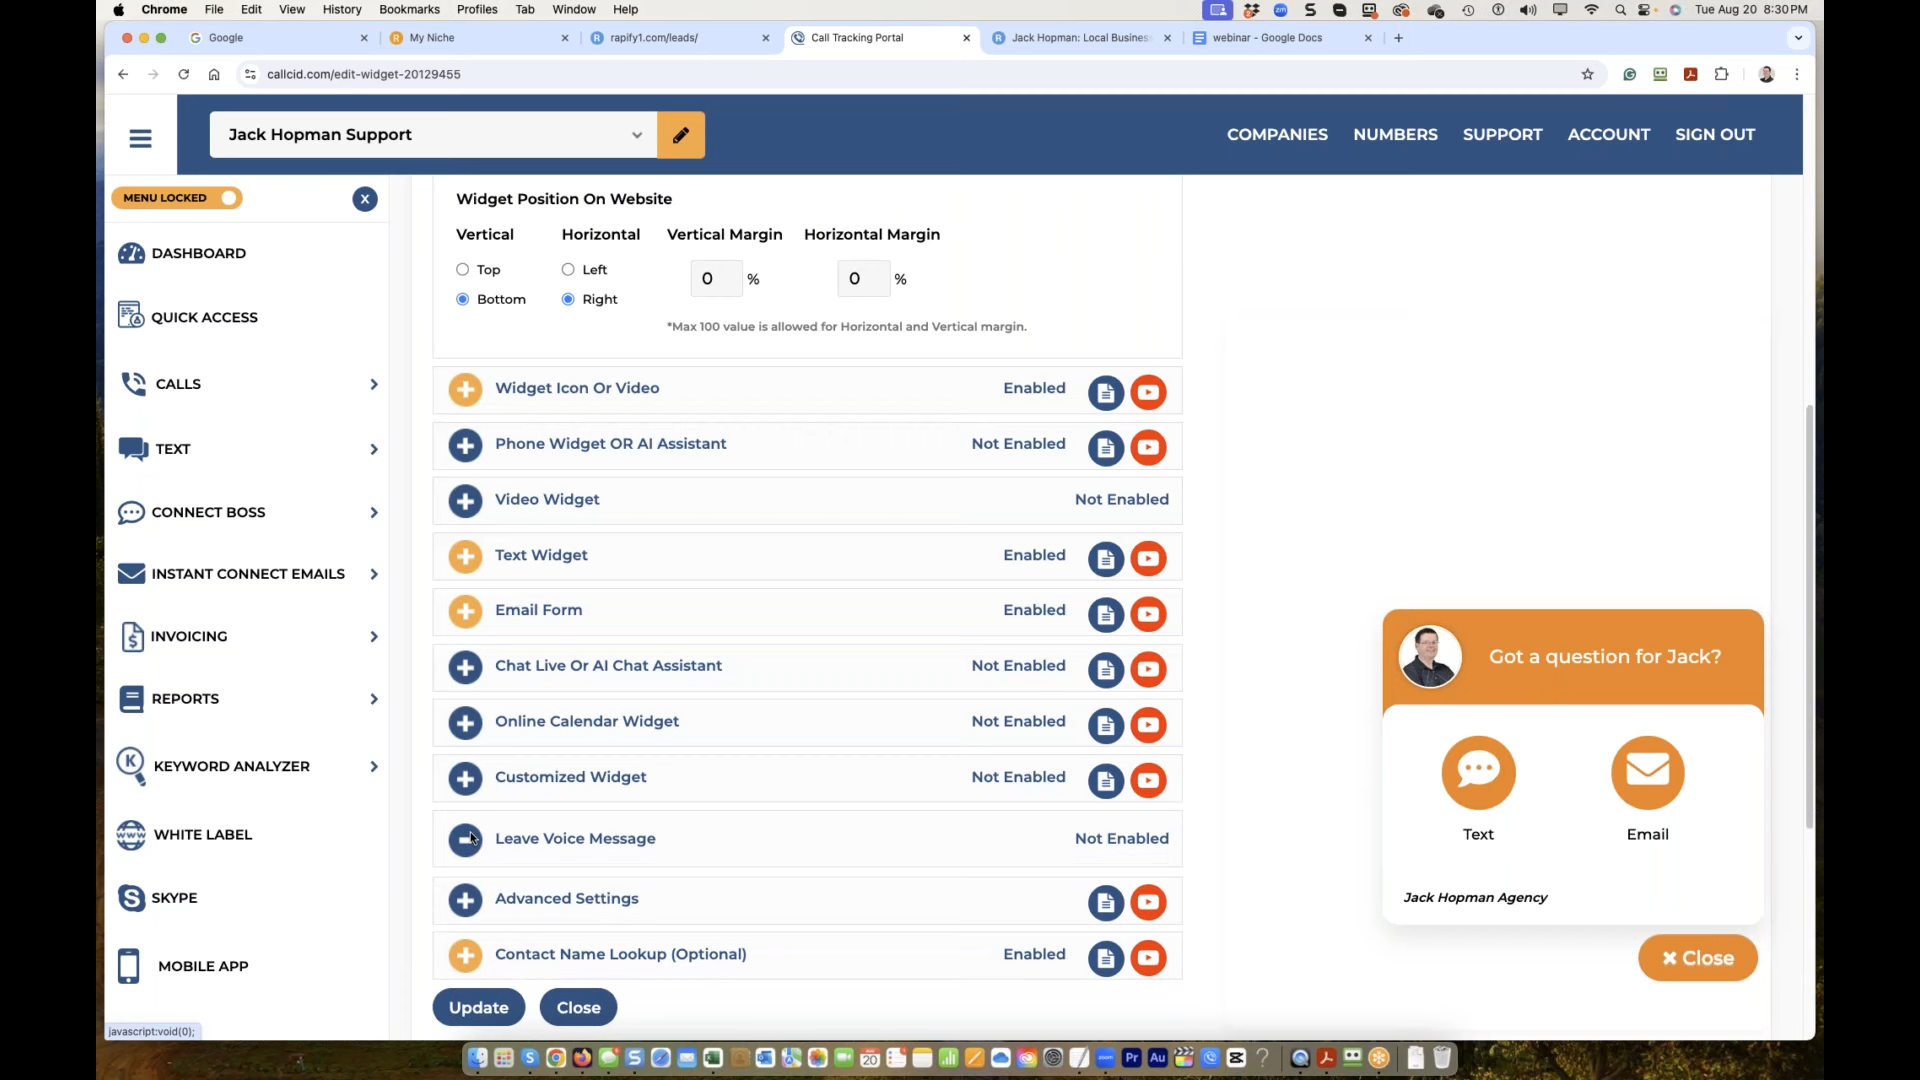 Chrome File Edit View History Bookmarks Profiles Tab Window Help Tue Aug 20 8:30 PM
Google My Niche rapify1.com/leads/ Call Tracking Portal Jack Hopman: Local Busines webinar - Google Docs
callcid.com/edit-widget-20129455
Jack Hopman Support COMPANIES NUMBERS SUPPORT ACCOUNT SIGN OUT
MENU LOCKED X
DASHBOARD
QUICK ACCESS
CALLS
TEXT
CONNECT BOSS
INSTANT CONNECT EMAILS
INVOICING
REPORTS
KEYWORD ANALYZER
WHITE LABEL
SKYPE
MOBILE APP
javascript:void(0);
Widget Position On Website
Vertical Horizontal Vertical Margin Horizontal Margin
Top Left 0 % 0 %
Bottom Right
*Max 100 value is allowed for Horizontal and Vertical margin.
Widget Icon Or Video Enabled
Phone Widget OR AI Assistant Not Enabled
Video Widget Not Enabled
Text Widget Enabled
Email Form Enabled
Chat Live Or AI Chat Assistant Not Enabled
Online Calendar Widget Not Enabled
Customized Widget Not Enabled
Leave Voice Message Not Enabled
Advanced Settings
Contact Name Lookup (Optional) Enabled
Update Close
Got a question for Jack?
Text Email
Jack Hopman Agency
Close